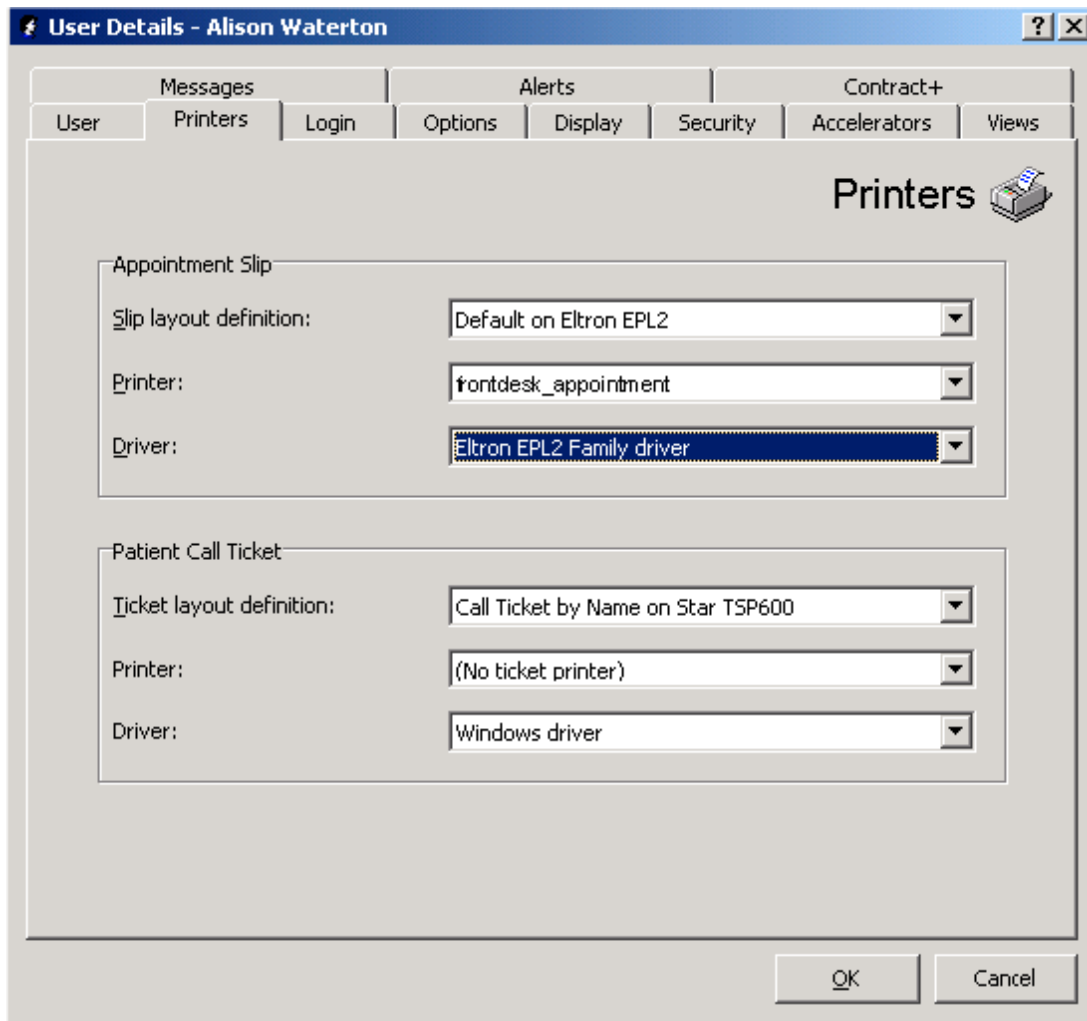 User Details - Alison Waterton
Messages Alerts Contract+
User Printers Login Options Display Security Accelerators Views
Printers
Appointment Slip
Slip layout definition: Default on Eltron EPL2
Printer: frontdesk_appointment
Driver: Eltron EPL2 Family driver
Patient Call Ticket
Ticket layout definition: Call Ticket by Name on Star TSP600
Printer: (No ticket printer)
Driver: Windows driver
OK Cancel